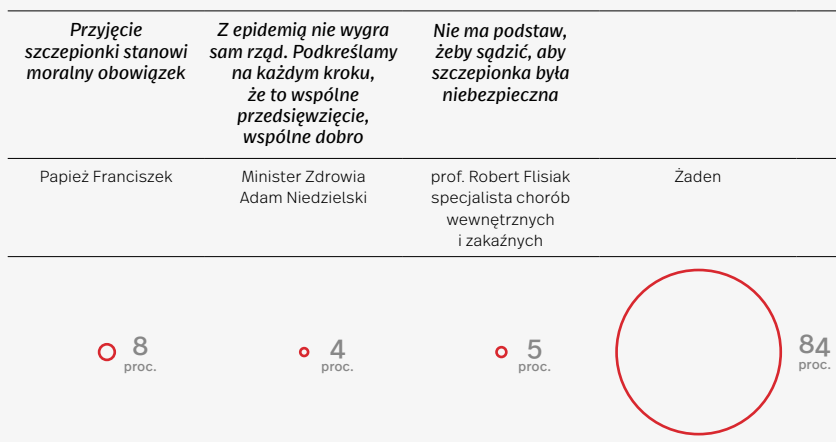 Przyjęcie
szczepionki stanowi
moralny obowiązek
Z epidemią nie wygra
sam rząd. Podkreślamy
na każdym kroku,
że to wspólne
przedsięwzięcie,
wspólne dobro
Nie ma podstaw,
żeby sądzić, aby
szczepionka była
niebezpieczna
Papież Franciszek
Minister Zdrowia
Adam Niedzielski
prof. Robert Flisiak
specjalista chorób
wewnętrznych
i zakaźnych
Żaden
8
proc.
4
proc.
5
proc.
84
proc.